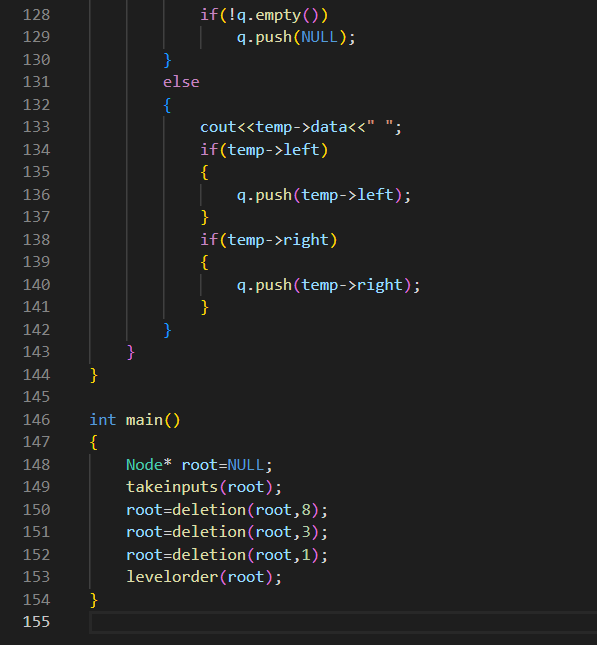 128             if(!q.empty())
129                 q.push(NULL);
130         }
131         else
132         {
133             cout<<temp->data<<" ";
134             if(temp->left)
135             {
136                 q.push(temp->left);
137             }
138             if(temp->right)
139             {
140                 q.push(temp->right);
141             }
142         }
143     }
144 }
145
146 int main()
147 {
148     Node* root=NULL;
149     takeinputs(root);
150     root=deletion(root,8);
151     root=deletion(root,3);
152     root=deletion(root,1);
153     levelorder(root);
154 }
155